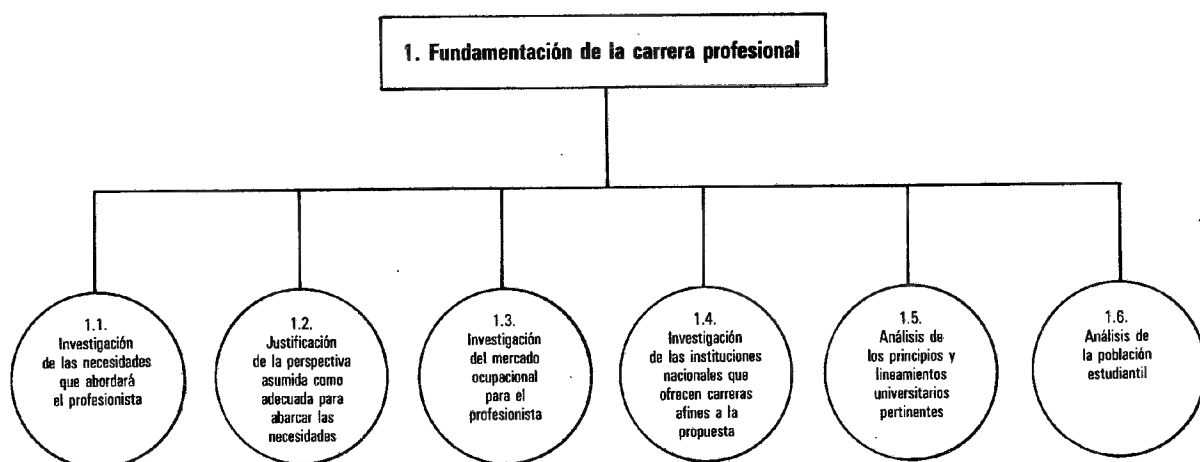 1. Fundamentación de la carrera profesional
1.1.
Investigación
de las necesidades
que abordará
el profesionista
1.2.
Justificación
de la perspectiva
asumida como
adecuada para
abarcar las
necesidades
1.3.
Investigación
del mercado
ocupacional
para el
profesionista
1.4.
Investigación
de las instituciones
nacionales que
ofrecen carreras
afines a la
propuesta
1.5.
Análisis de
los principios y
lineamientos
universitarios
pertinentes
1.6.
Análisis de
la población
estudiantil